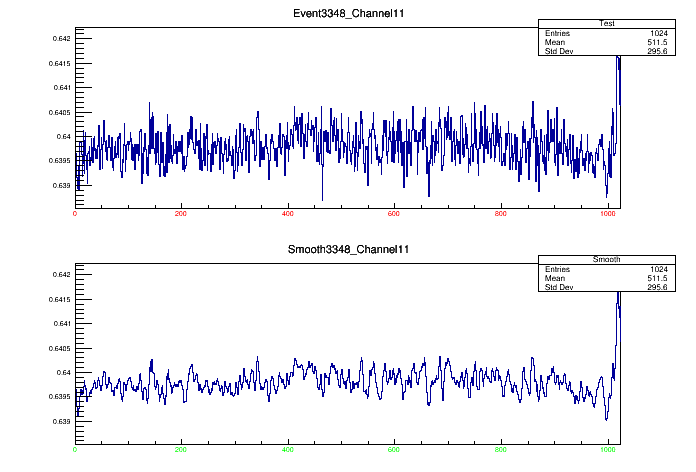 Event3348_Channel11
Test
Entries 1024
Mean 511.5
Std Dev 295.6
0.642
0.6415
0.641
0.6405
0.64
0.6395
0.639
0 200 400 600 800 1000
Smooth3348_Channel11
Smooth
Entries 1024
Mean 511.5
Std Dev 295.6
0.642
0.6415
0.641
0.6405
0.64
0.6395
0.639
0 200 400 600 800 1000